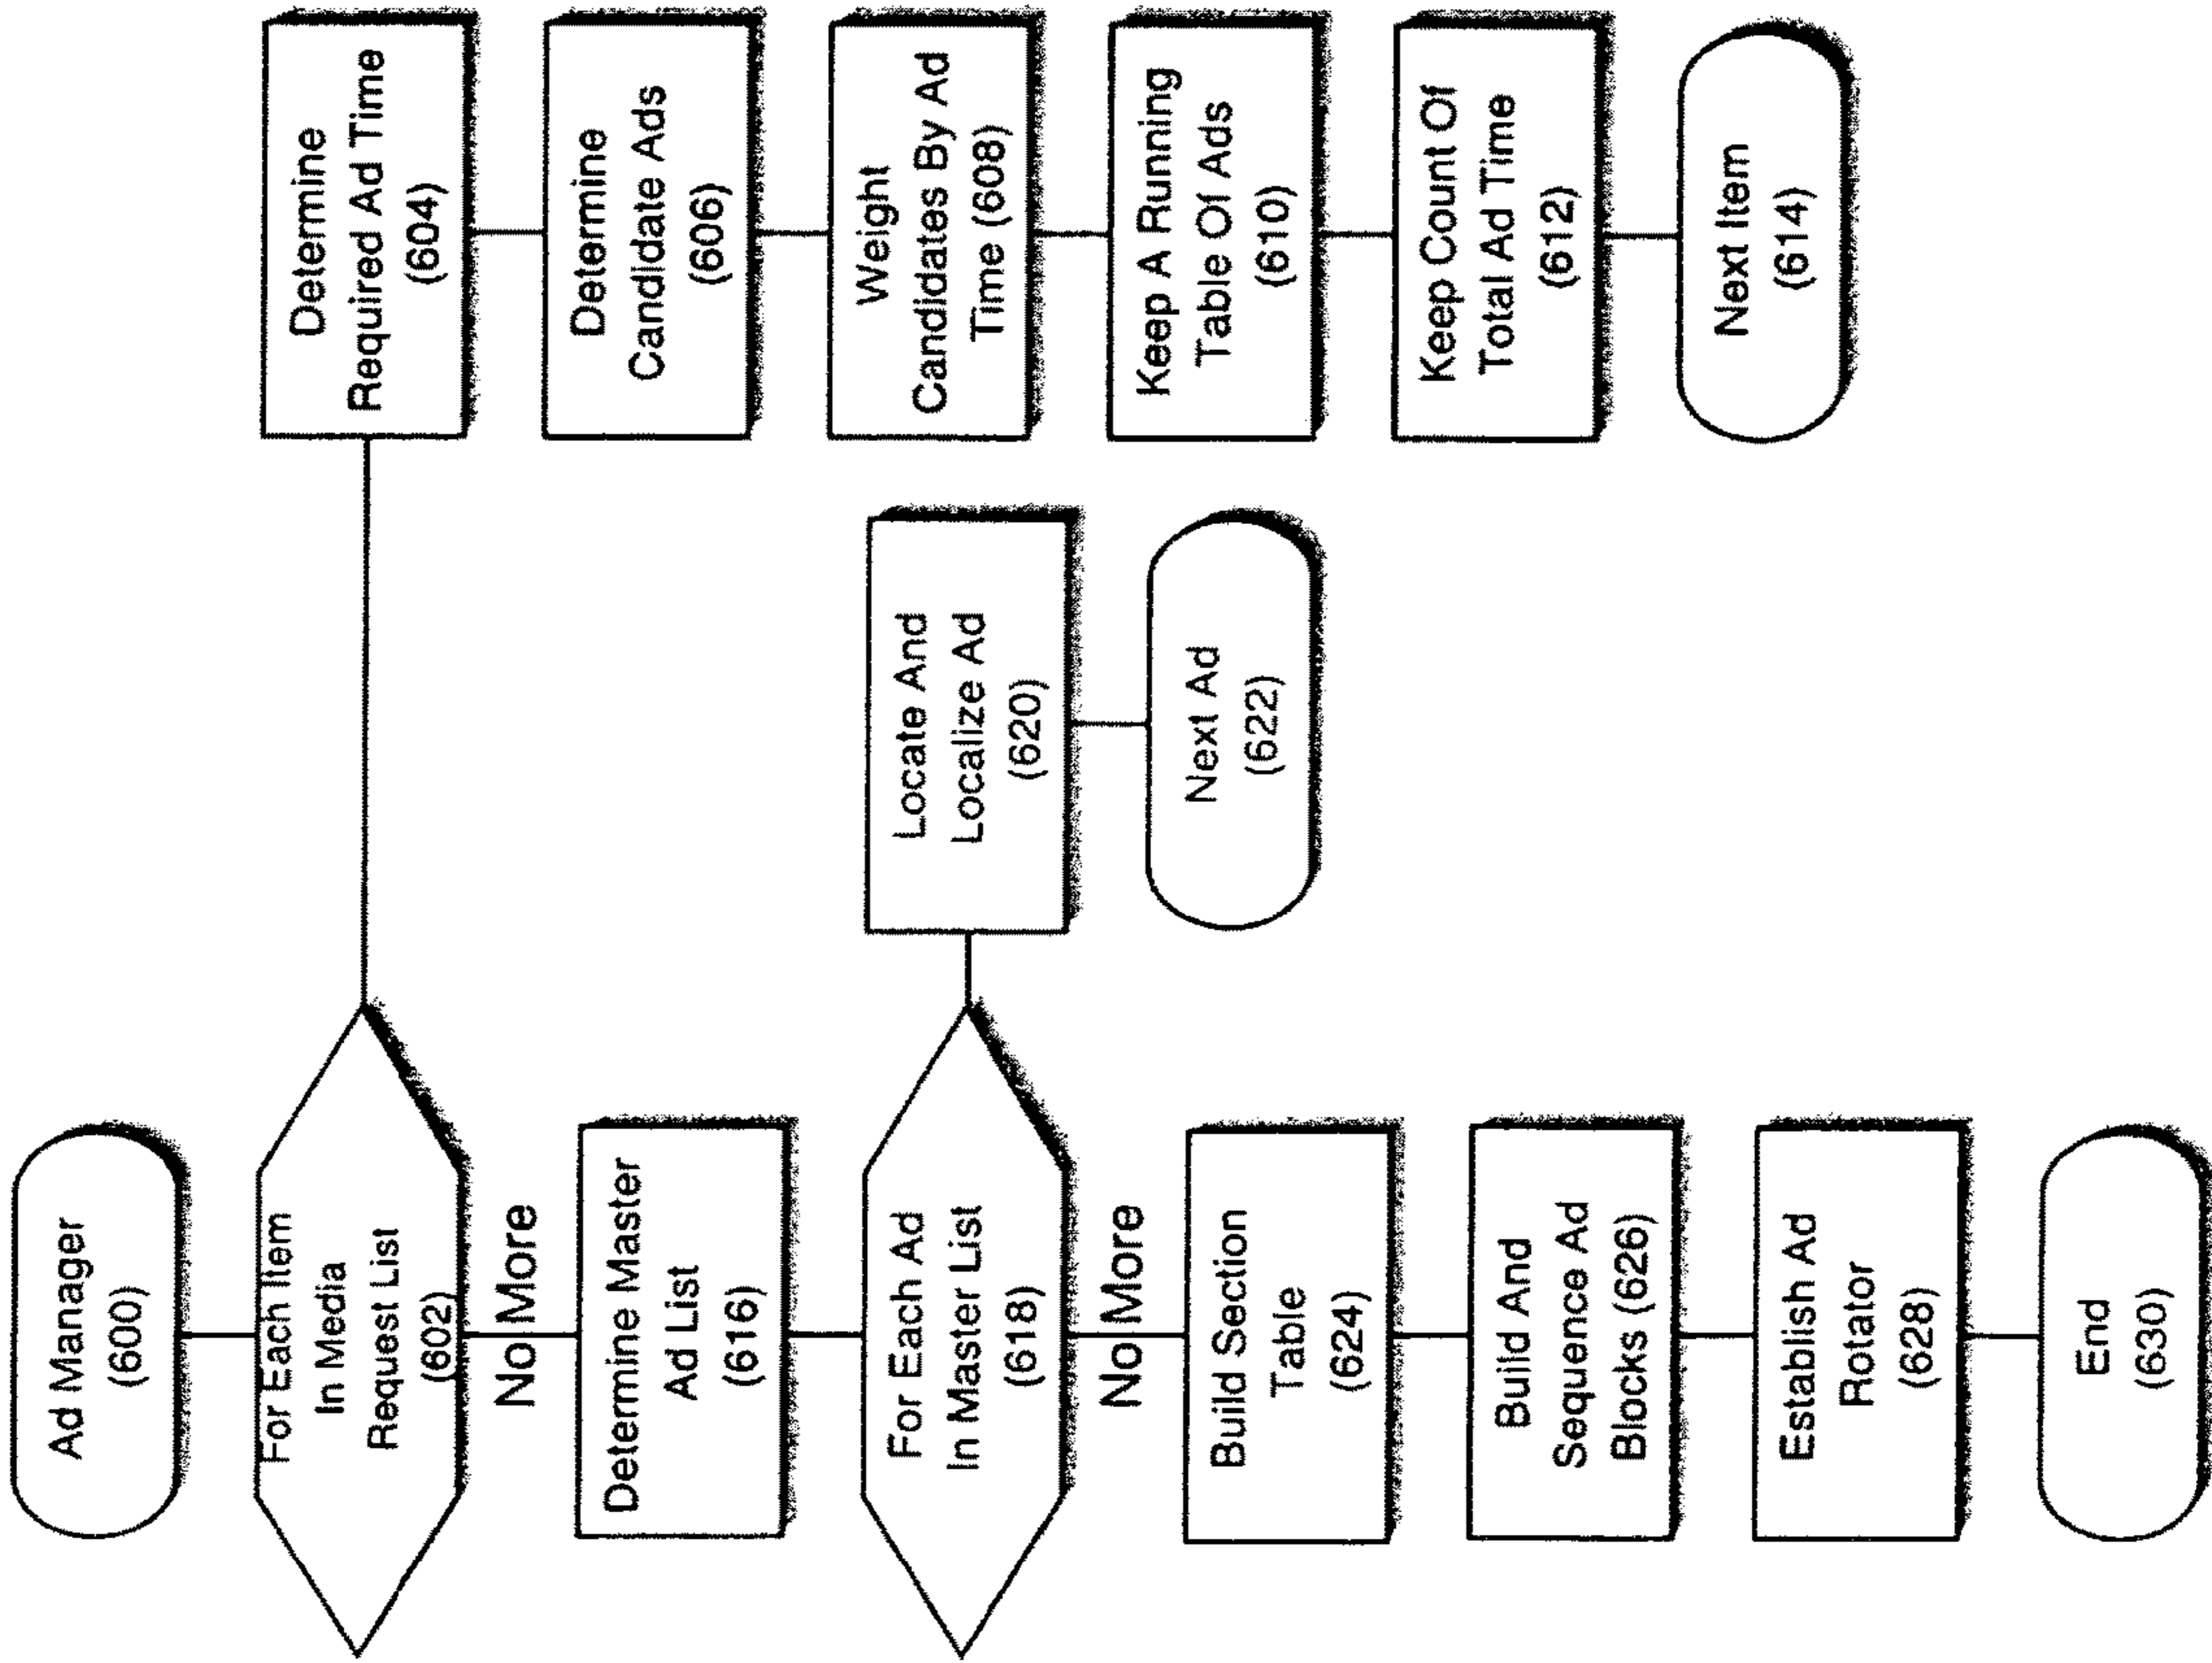 Ad Manager
(600)
For Each Item
In Media
Request List
(602)
No More
Determine
Required Ad Time
(604)
Determine
Candidate Ads
(606)
Weight
Candidates By Ad
Time (608)
Keep A Running
Table Of Ads
(610)
Keep Count Of
Total Ad Time
(612)
Next Item
(614)
Determine Master
Ad List
(616)
For Each Ad
In Master List
(618)
No More
Locate And
Localize Ad
(620)
Next Ad
(622)
Build Section
Table
(624)
Build And
Sequence Ad
Blocks (626)
Establish Ad
Rotator
(628)
End
(630)